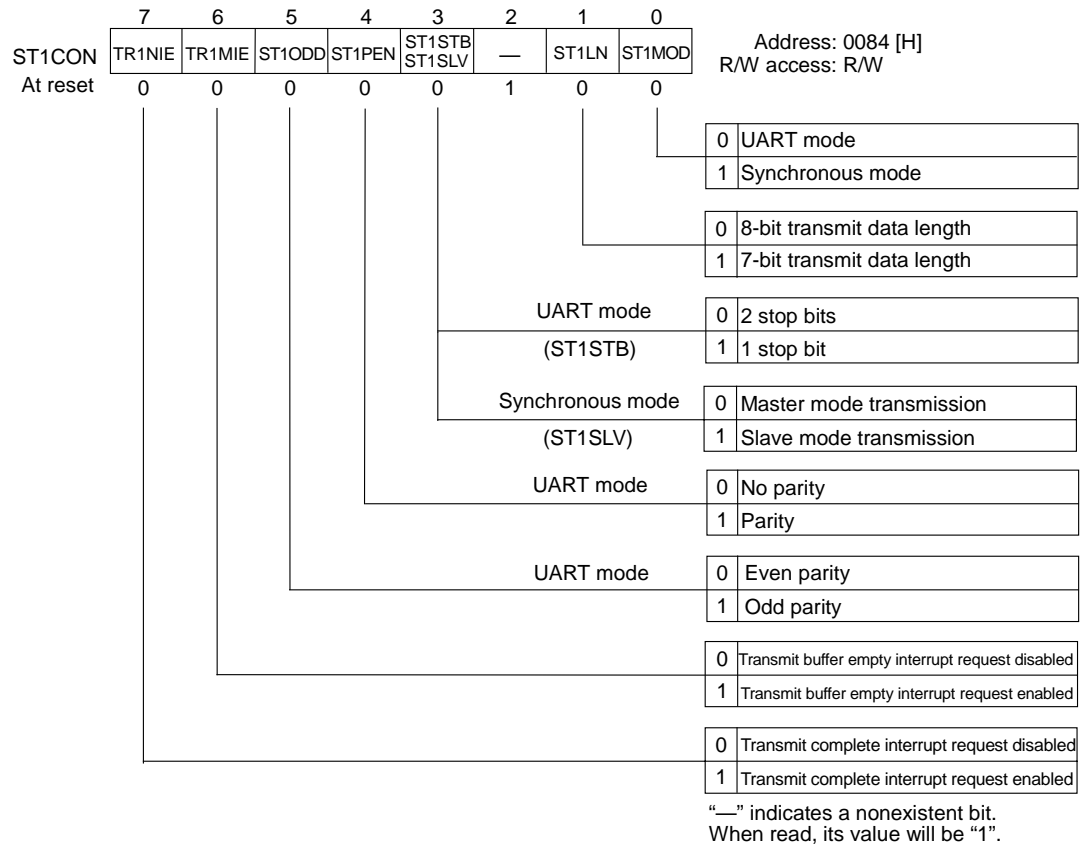 7 6 5 4 3 2 1 0
ST1CON TR1NIE TR1MIE ST1ODD ST1PEN ST1STB ST1SLV — ST1LN ST1MOD
At reset 0 0 0 0 0 1 0 0
Address: 0084 [H]
R/W access: R/W
0 UART mode
1 Synchronous mode
0 8-bit transmit data length
1 7-bit transmit data length
UART mode
(ST1STB)
0 2 stop bits
1 1 stop bit
Synchronous mode
(ST1SLV)
0 Master mode transmission
1 Slave mode transmission
UART mode
0 No parity
1 Parity
UART mode
0 Even parity
1 Odd parity
0 Transmit buffer empty interrupt request disabled
1 Transmit buffer empty interrupt request enabled
0 Transmit complete interrupt request disabled
1 Transmit complete interrupt request enabled
“—” indicates a nonexistent bit.
When read, its value will be “1”.